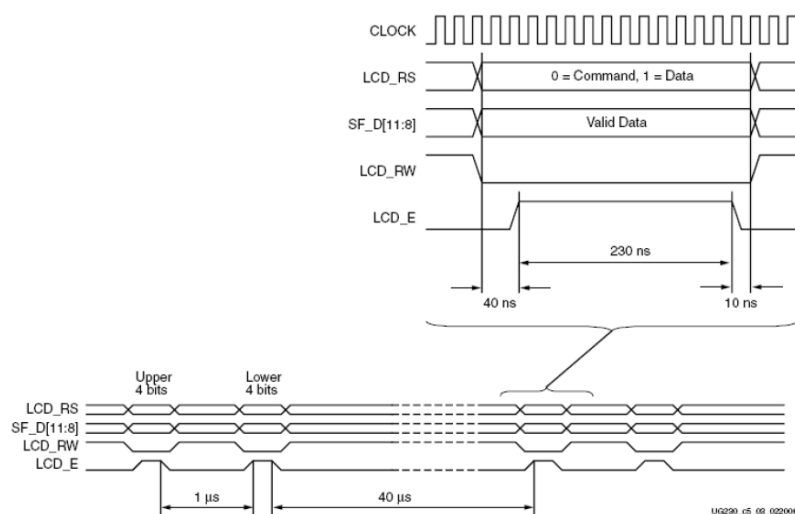 CLOCK
LCD_RS
0 = Command, 1 = Data
SF_D[11:8]
Valid Data
LCD_RW
LCD_E
230 ns
40 ns
10 ns
Upper
4 bits
Lower
4 bits
LCD_RS
SF_D[11:8]
LCD_RW
LCD_E
1 µs
40 µs
UG230_c5_03_022006